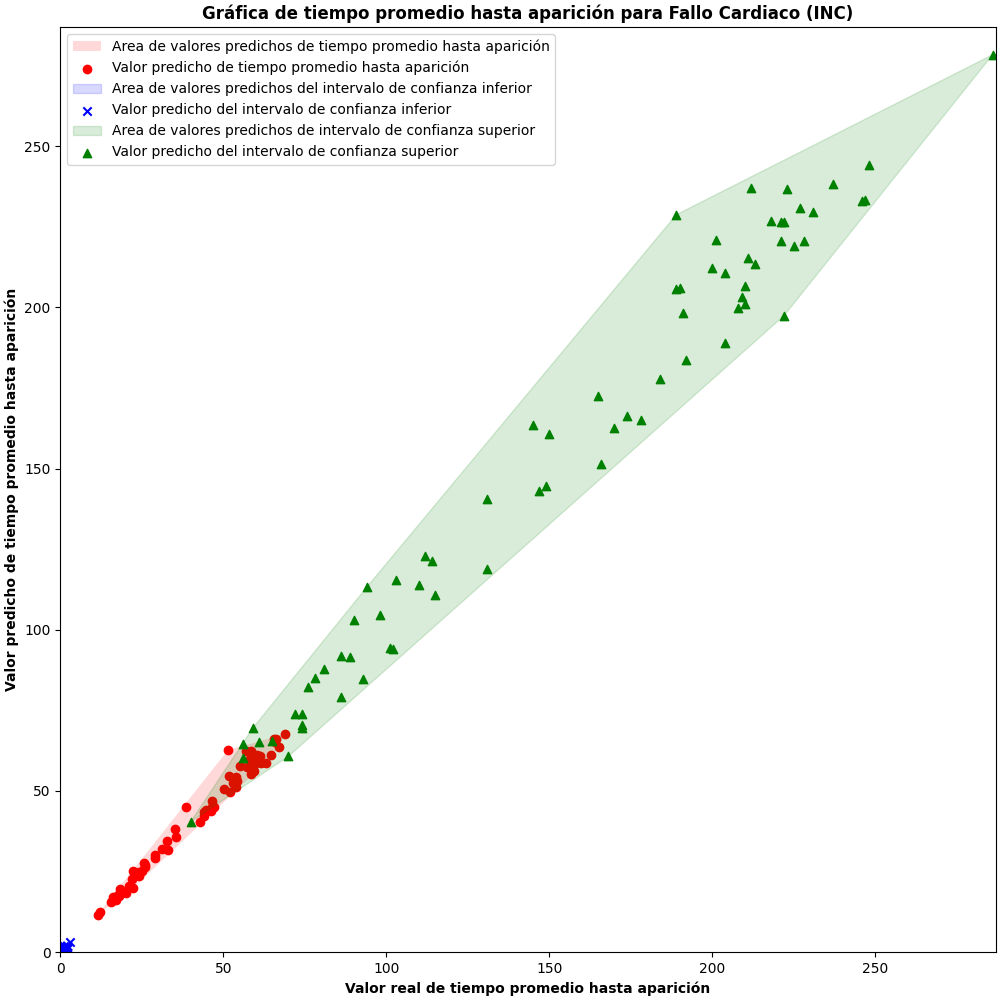 Gráfica de tiempo promedio hasta aparición para Fallo Cardiaco (INC)
Area de valores predichos de tiempo promedio hasta aparición
Valor predicho de tiempo promedio hasta aparición
Area de valores predichos del intervalo de confianza inferior
Valor predicho del intervalo de confianza inferior
Area de valores predichos de intervalo de confianza superior
Valor predicho del intervalo de confianza superior
Valor predicho de tiempo promedio hasta aparición
250
200
150
100
50
0
0 50 100 150 200 250
Valor real de tiempo promedio hasta aparición